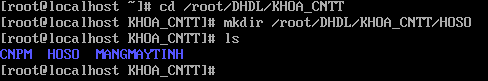 [root@localhost ~]# cd /root/DHDL/KHOA_CNTT
[root@localhost KHOA_CNTT]# mkdir /root/DHDL/KHOA_CNTT/HOSO
[root@localhost KHOA_CNTT]# ls
CNPM  HOSO  MANGMAYTINH
[root@localhost KHOA_CNTT]#